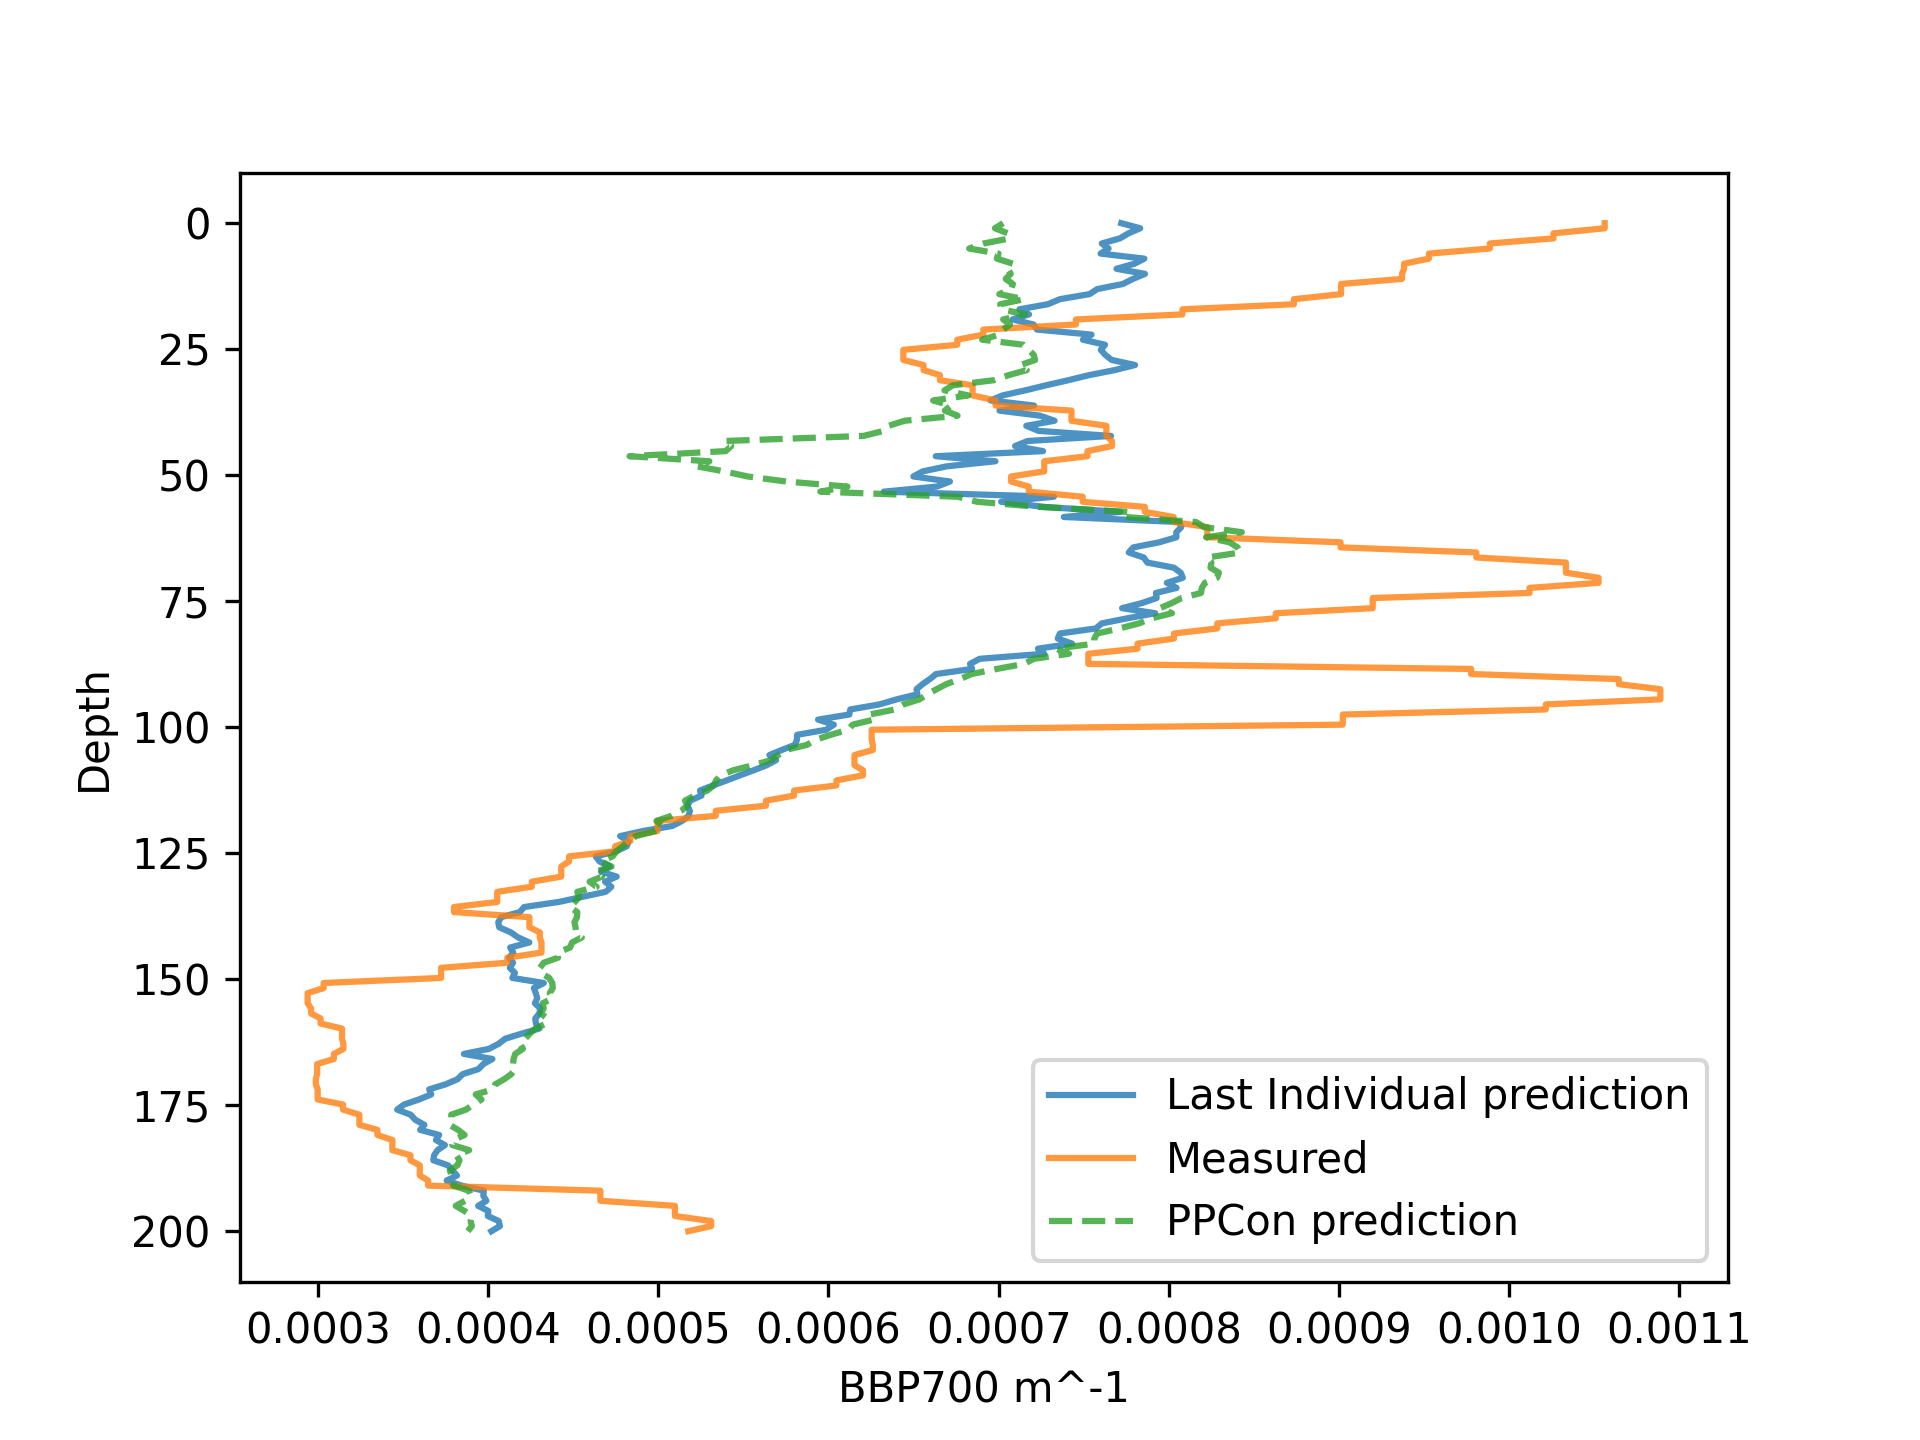 0
25
50
75
100
125
150
175
200
Depth
0.0003 0.0004 0.0005 0.0006 0.0007 0.0008 0.0009 0.0010 0.0011
BBP700 m^-1
Last Individual prediction
Measured
PPCon prediction